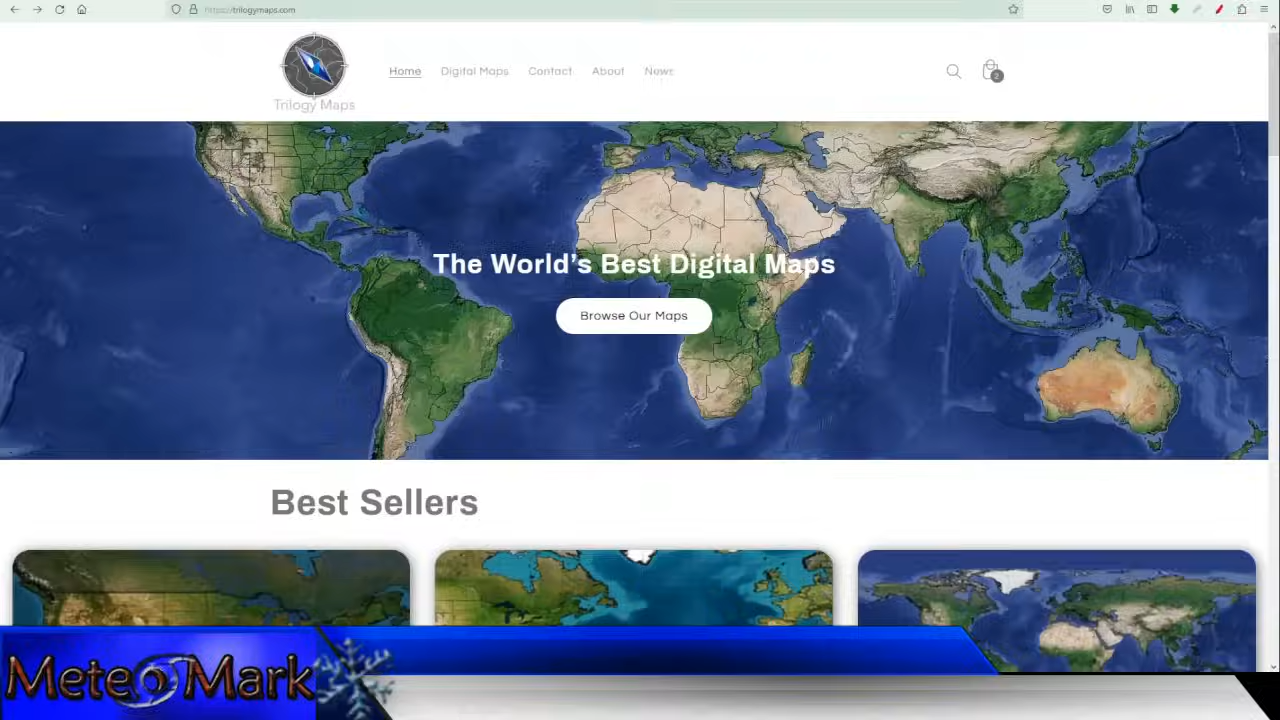 https://trilogymaps.com
Trilogy Maps
Home Digital Maps Contact About News
2
The World's Best Digital Maps
Browse Our Maps
Best Sellers
MeteoMark